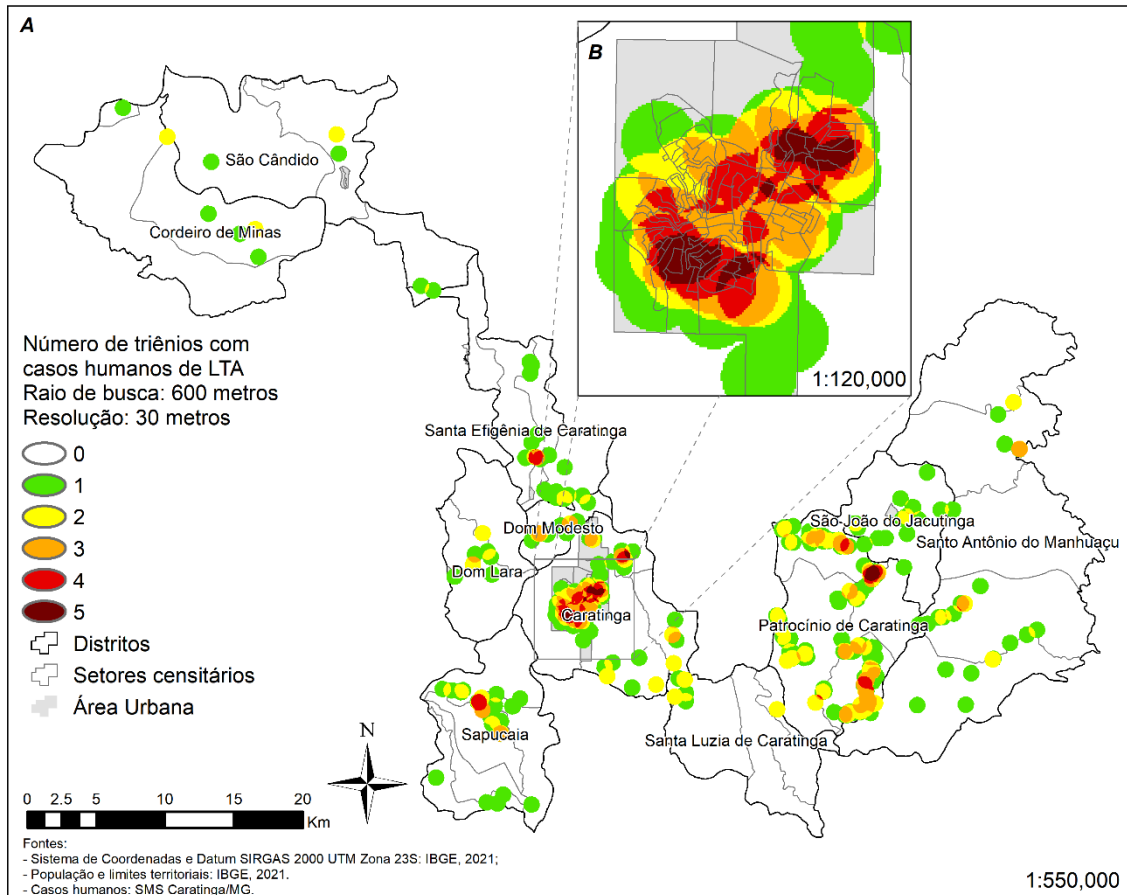 A
B
São Cândido
Cordeiro de Minas
1:120,000
Número de triênios com
casos humanos de LTA
Raio de busca: 600 metros
Resolução: 30 metros
0
1
2
3
4
5
Distritos
Setores censitários
Área Urbana
Santa Efigênia de Caratinga
Dom Modesto
Dom Lara
Caratinga
São João do Jacutinga
Santo Antônio do Manhuaçu
Patrocínio de Caratinga
Sapucaia
Santa Luzia de Caratinga
N
0 2.5 5 10 15 20
Km
Fontes:
- Sistema de Coordenadas e Datum SIRGAS 2000 UTM Zona 23S: IBGE, 2021;
- População e limites territoriais: IBGE, 2021.
- Casos humanos: SMS Caratinga/MG.
1:550,000